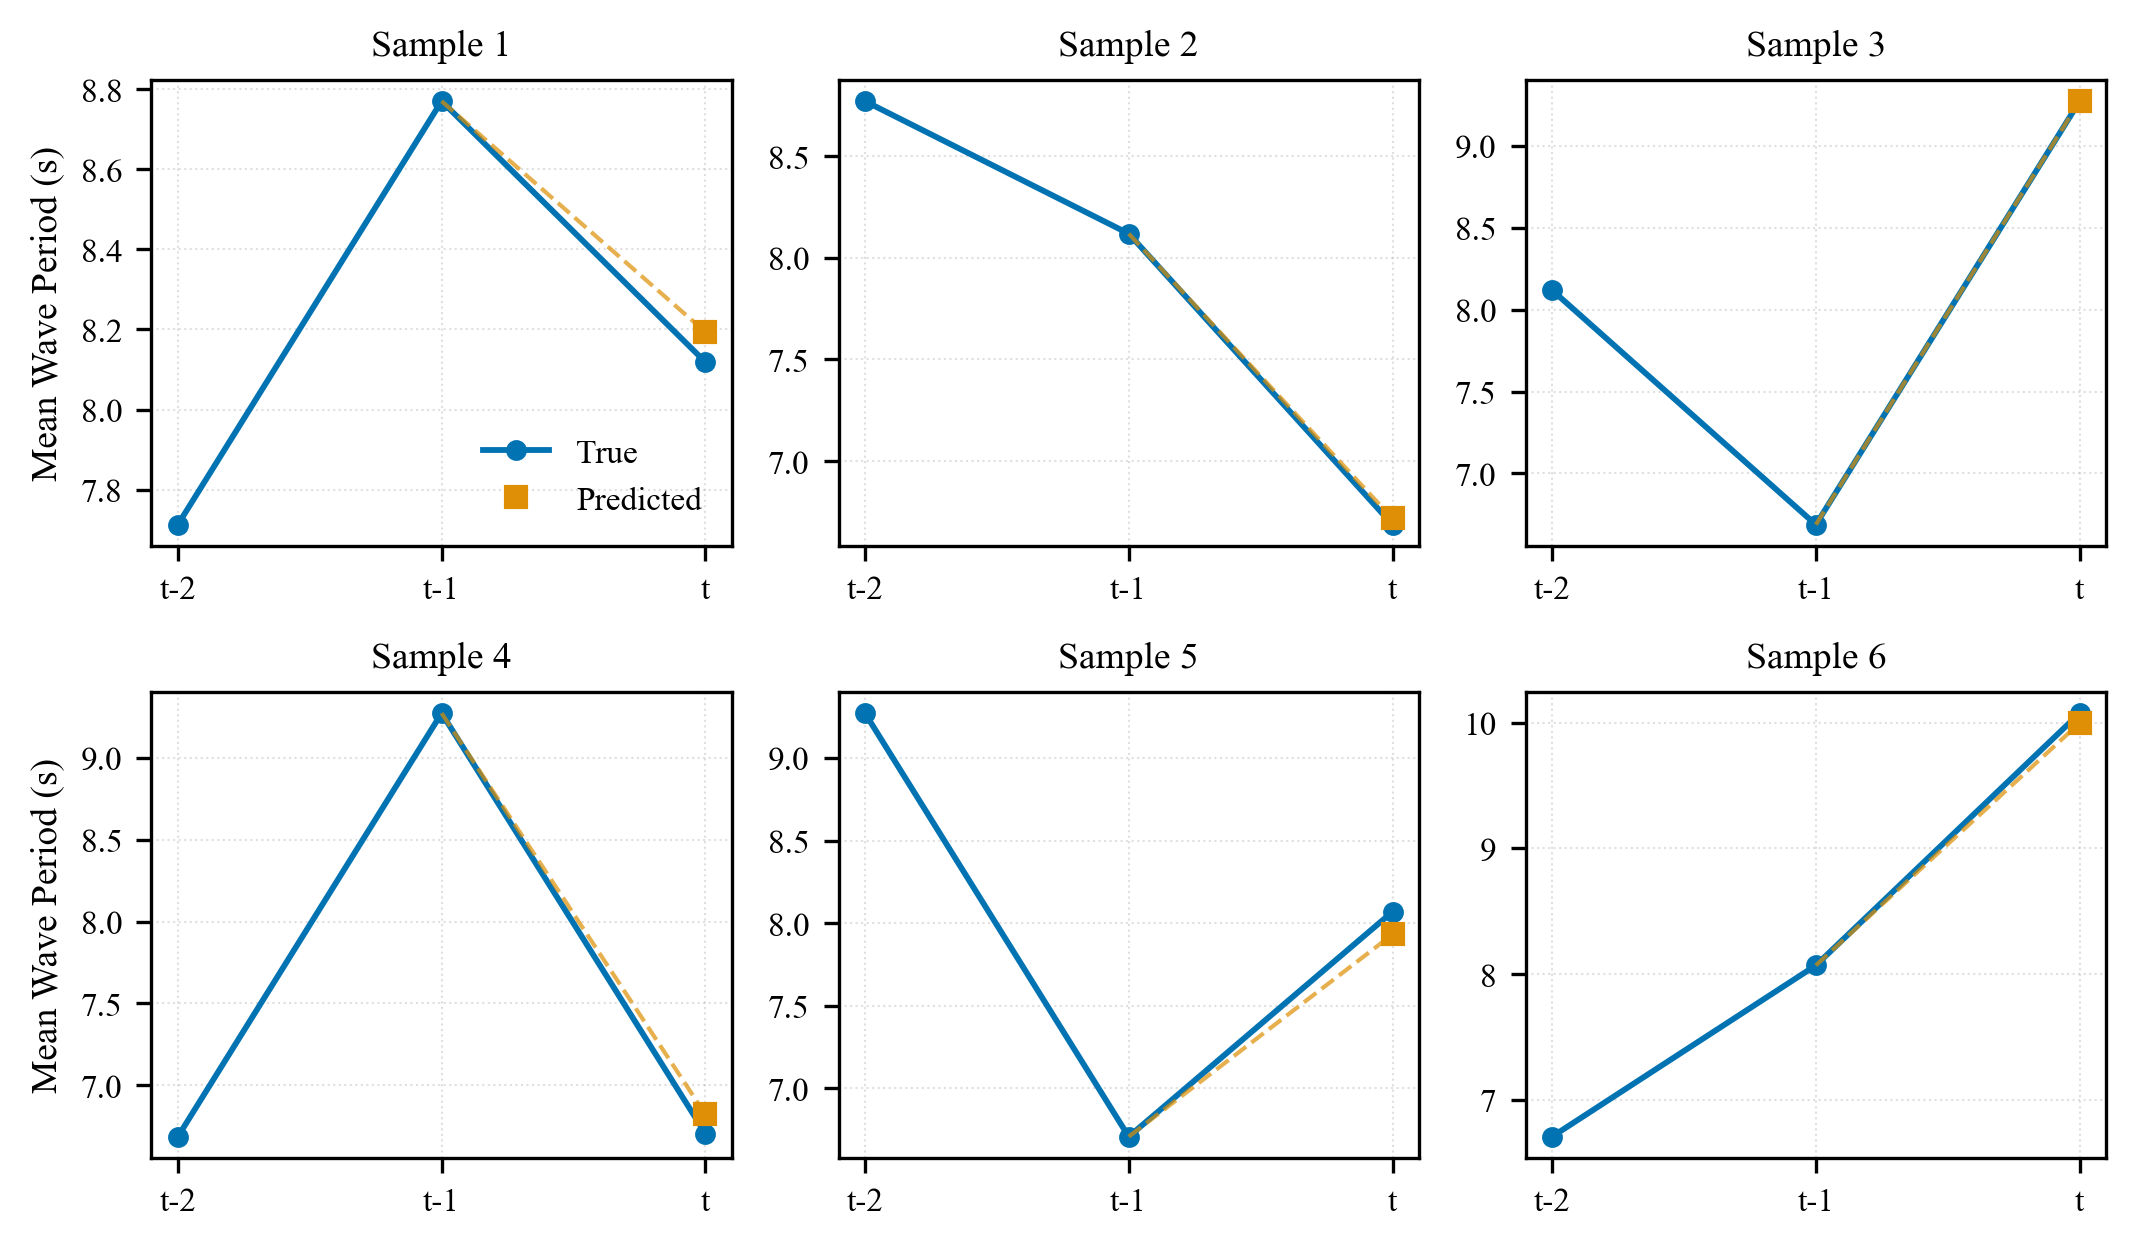 Sample 1
Mean Wave Period (s)
8.8
8.6
8.4
8.2
8.0
7.8
True
Predicted
t-2 t-1 t
Sample 2
8.5
8.0
7.5
7.0
t-2 t-1 t
Sample 3
9.0
8.5
8.0
7.5
7.0
t-2 t-1 t
Sample 4
Mean Wave Period (s)
9.0
8.5
8.0
7.5
7.0
t-2 t-1 t
Sample 5
9.0
8.5
8.0
7.5
7.0
t-2 t-1 t
Sample 6
10
9
8
7
t-2 t-1 t